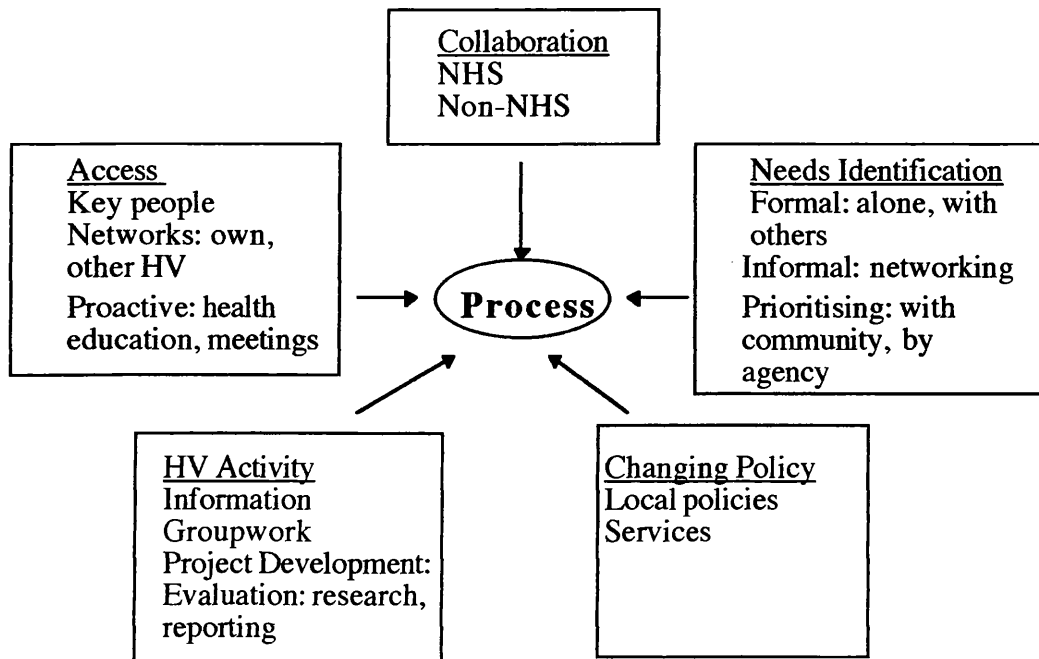 Collaboration
NHS
Non-NHS
Access
Key people
Networks: own,
other HV
Proactive: health
education, meetings
Needs Identification
Formal: alone, with
others
Informal: networking
Prioritising: with
community, by
agency
Process
HV Activity
Information
Groupwork
Project Development:
Evaluation: research,
reporting
Changing Policy
Local policies
Services